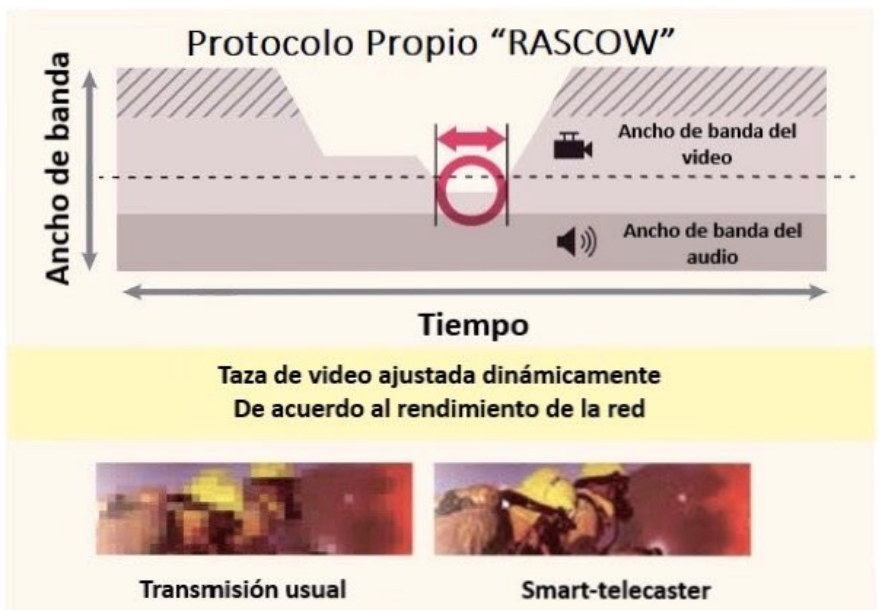 Protocolo Propio “RASCOW”
Ancho de banda
Ancho de banda del
video
Ancho de banda del
audio
Tiempo
Taza de video ajustada dinámicamente
De acuerdo al rendimiento de la red
Transmisión usual
Smart-telecaster